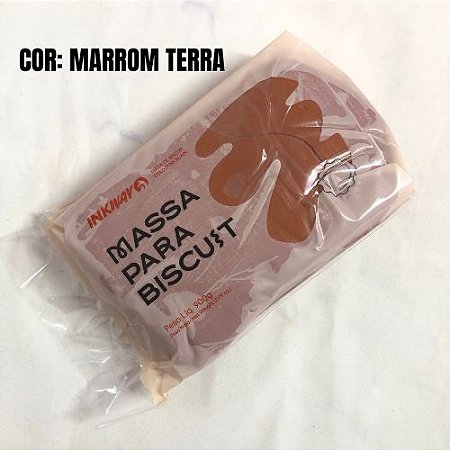 COR: MARROM TERRA
INKWAY
MASSA
PARA
BISCUIT
Peso Líq. 900g